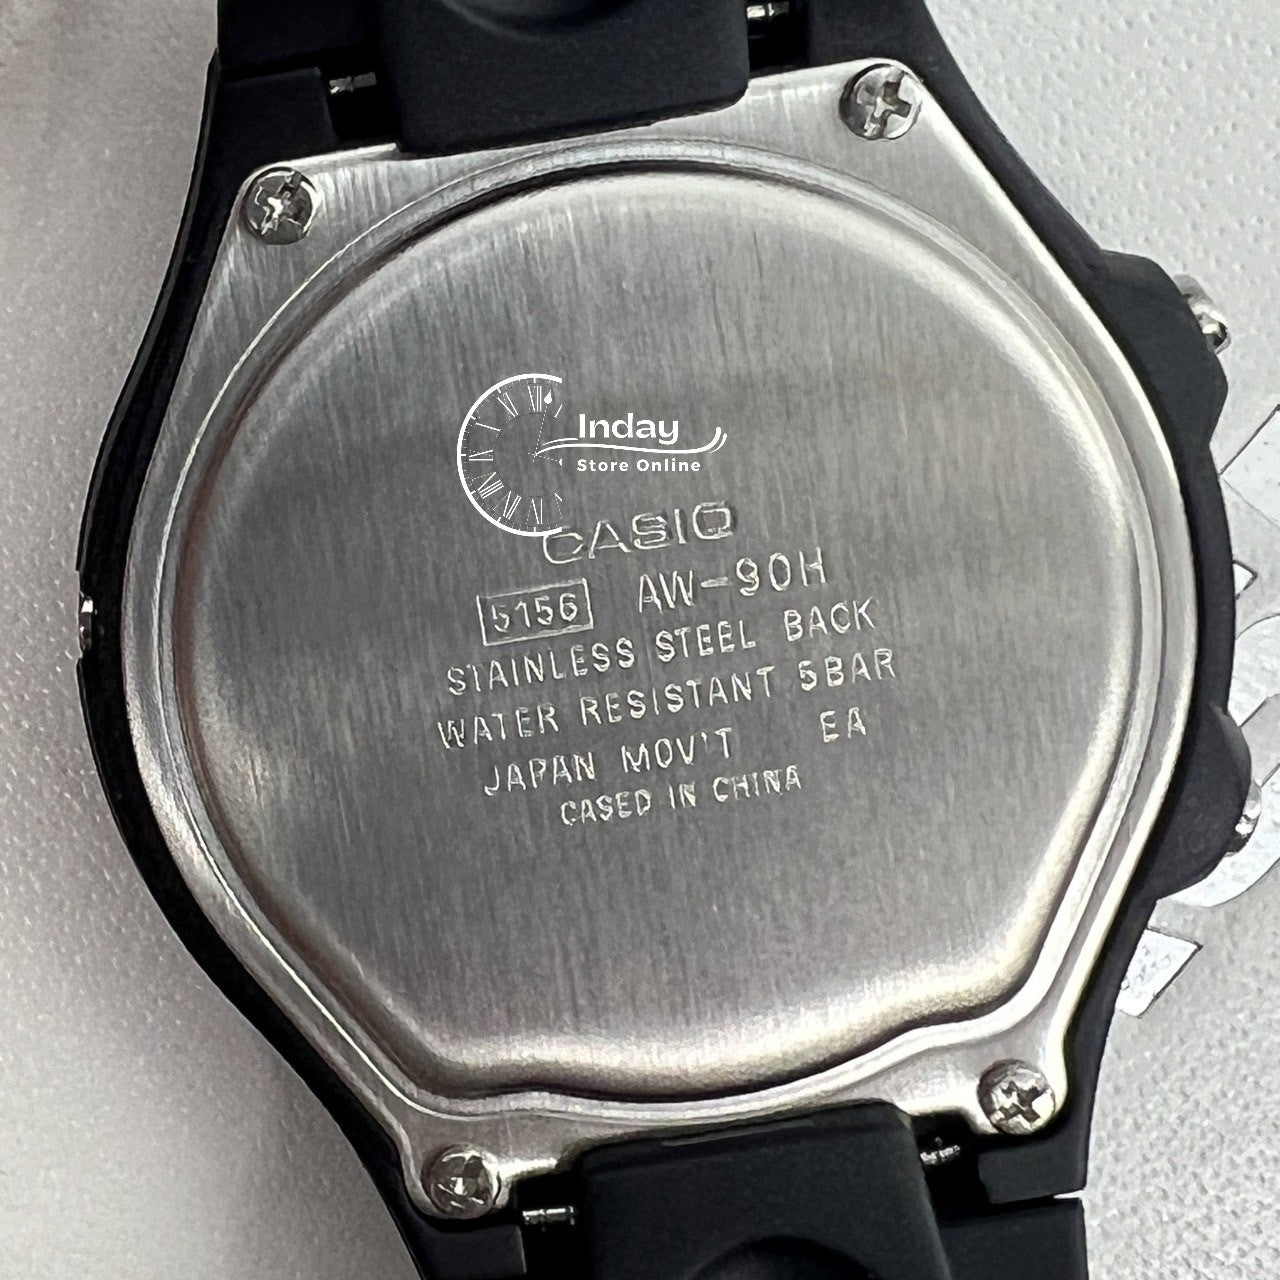 Inday
Store Online
CASIO
5156 AW-90H
STAINLESS STEEL BACK
WATER RESISTANT 5BAR
JAPAN MOV'T EA
CASED IN CHINA